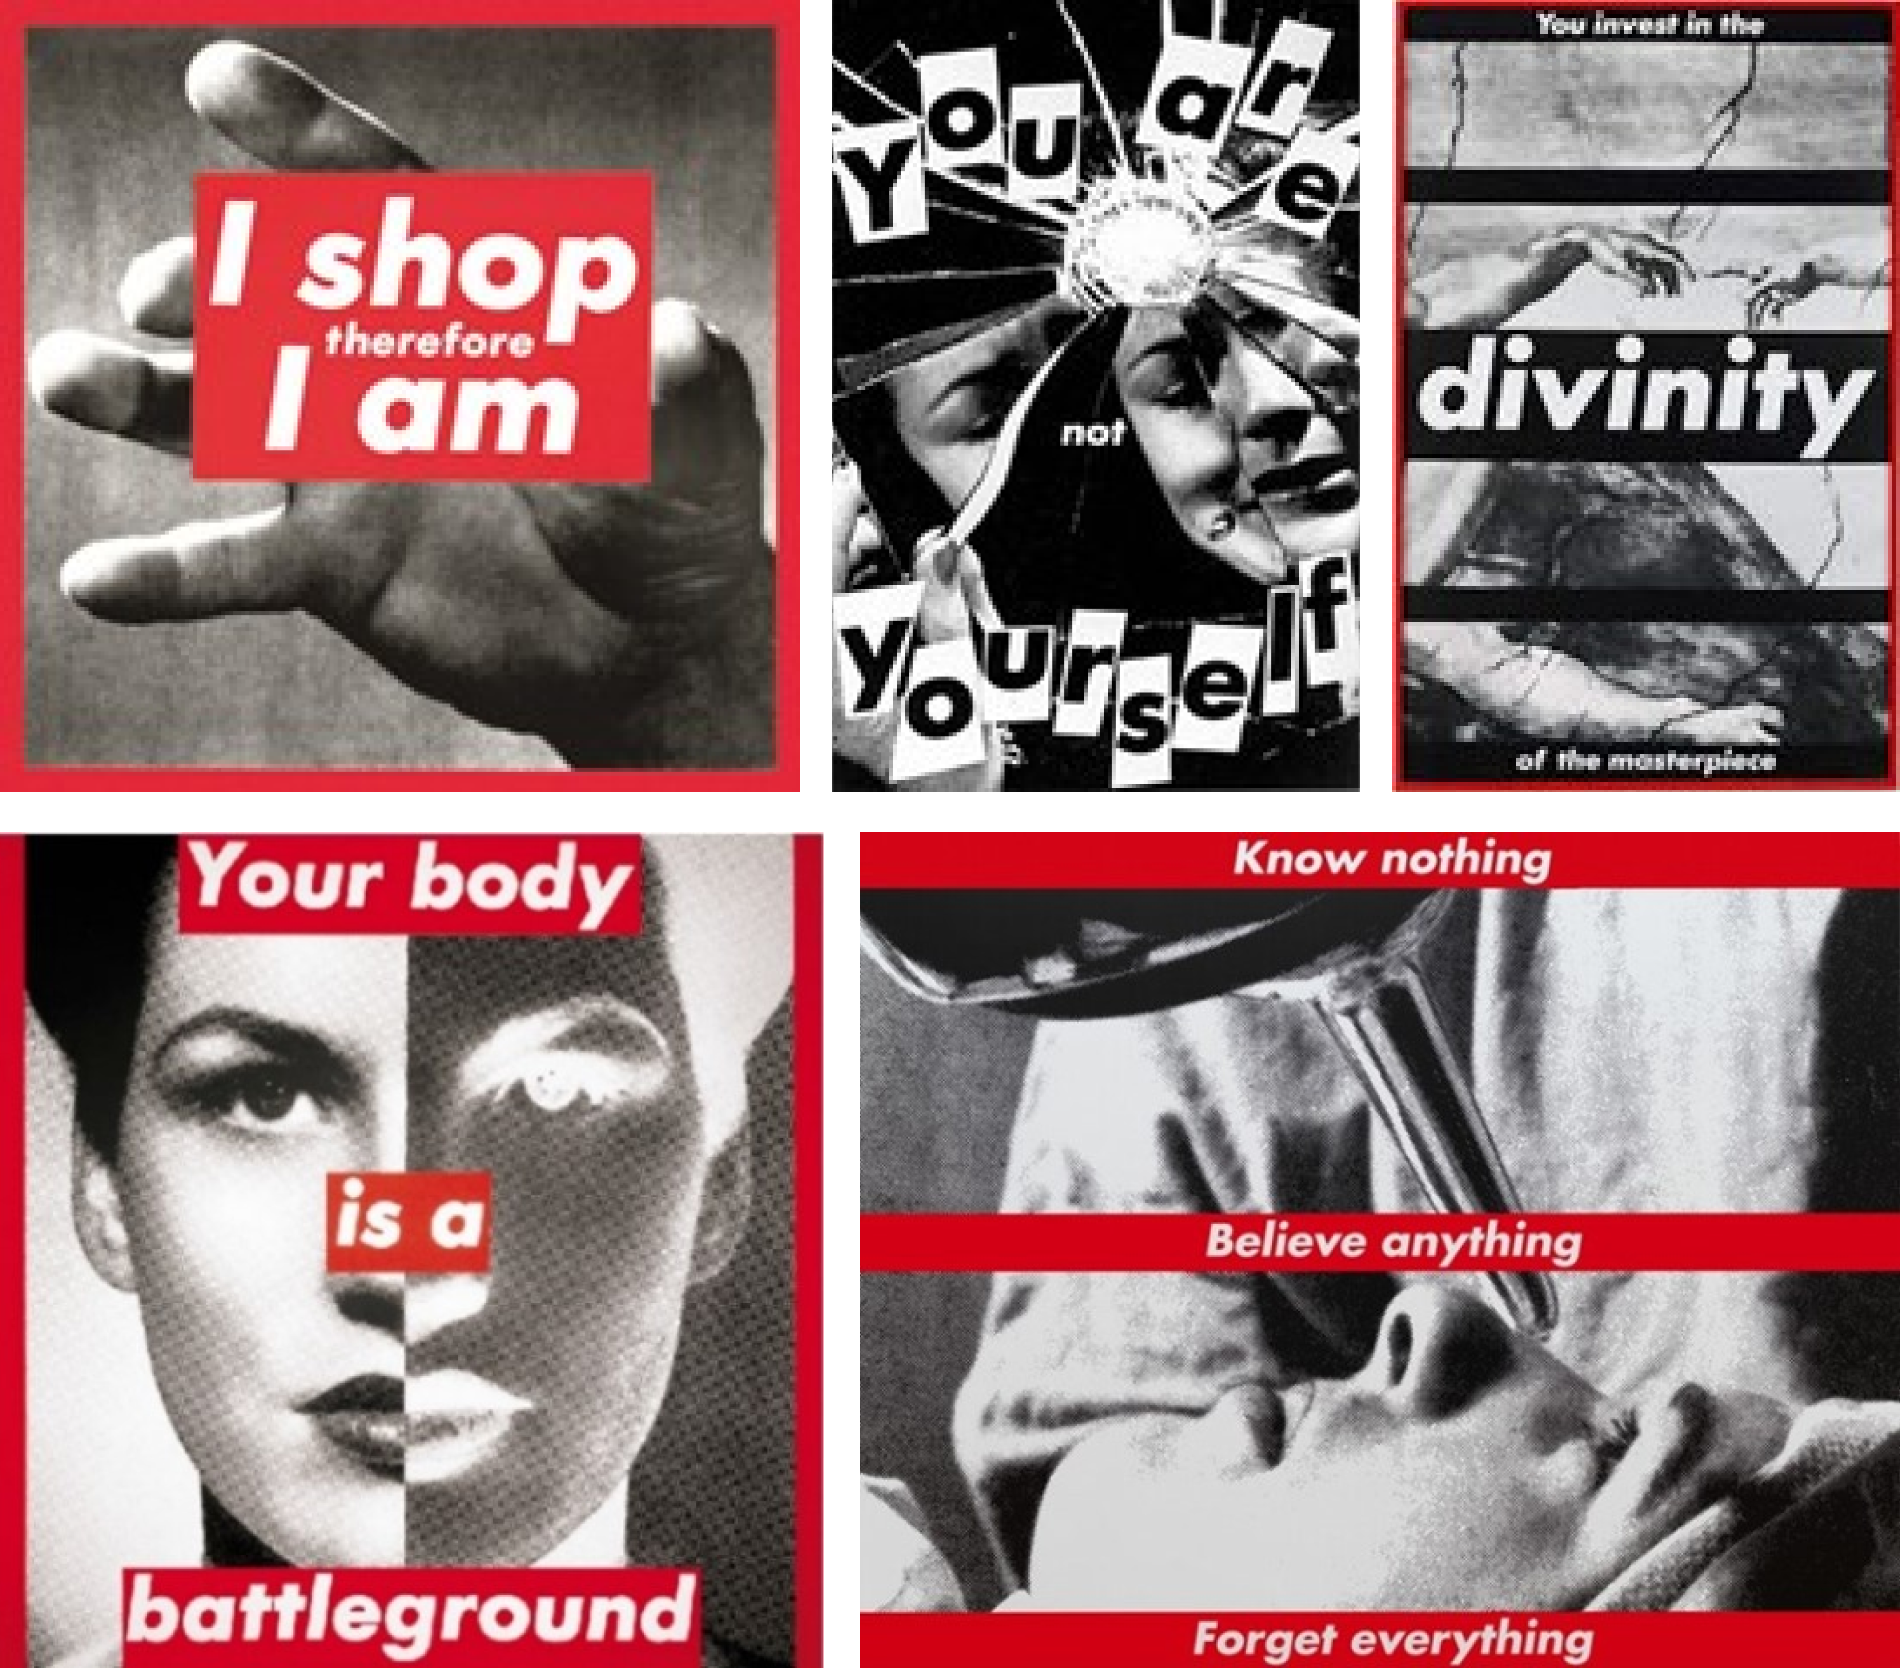 I shop
therefore
I am
You are
not
yourself
You invest in the
divinity
of the masterpiece
Your body
is a
battleground
Know nothing
Believe anything
Forget everything